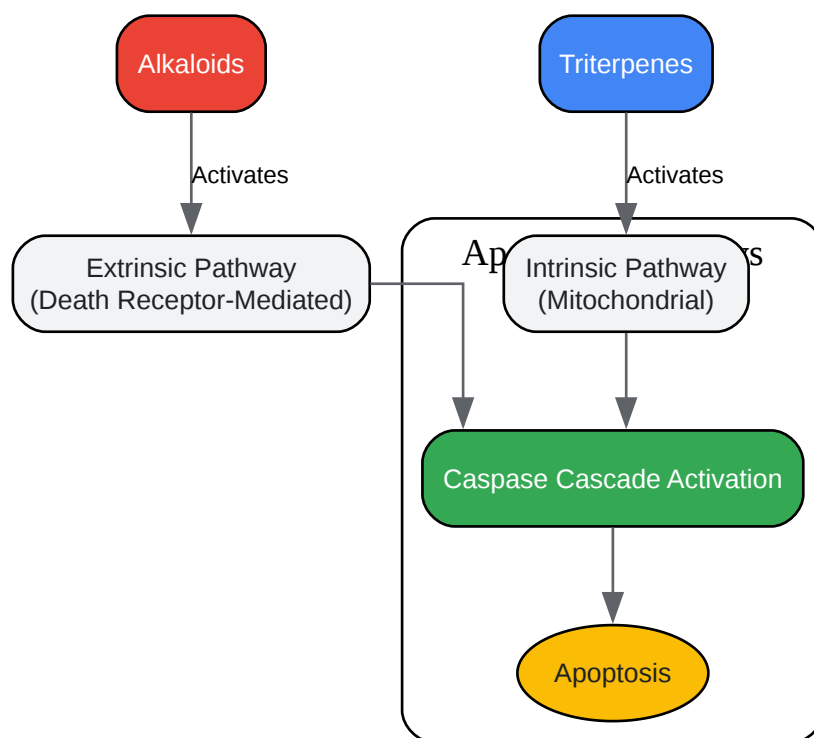 Alkaloids
Triterpenes
Activates
Activates
Extrinsic Pathway
(Death Receptor-Mediated)
Intrinsic Pathway
(Mitochondrial)
Caspase Cascade Activation
Apoptosis